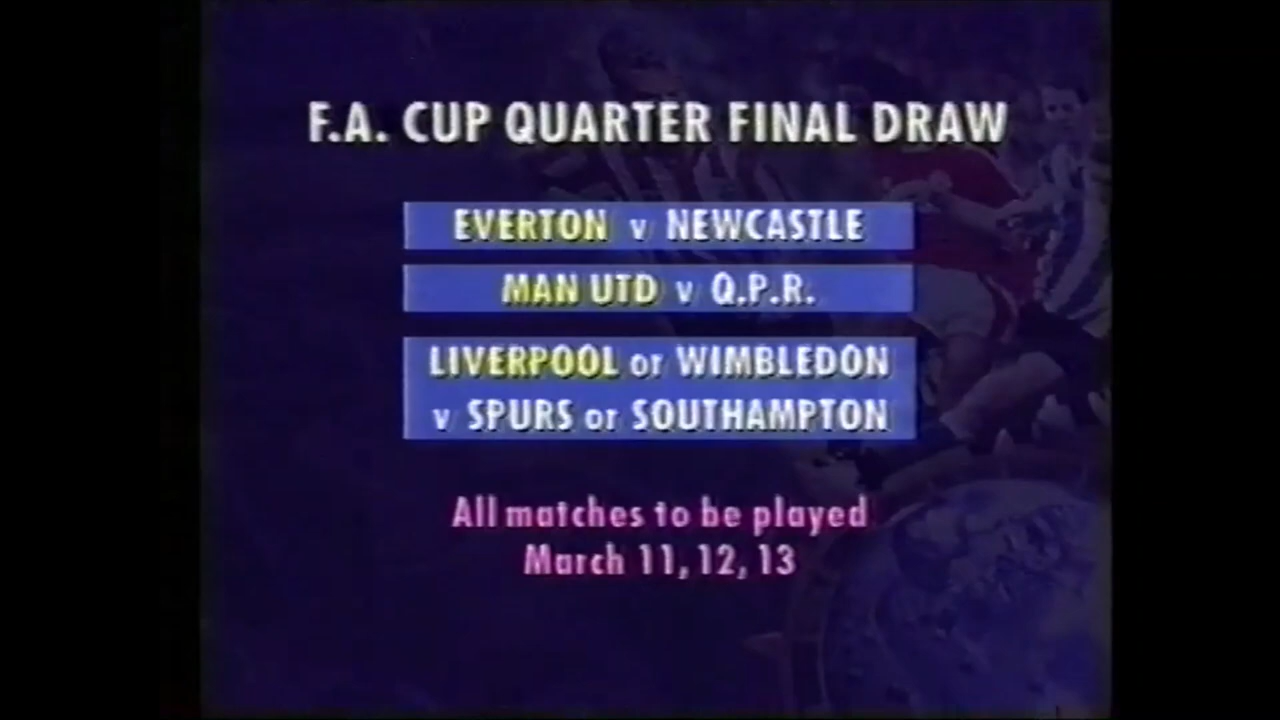 F.A. CUP QUARTER FINAL DRAW
EVERTON v NEWCASTLE
MAN UTD v Q.P.R.
LIVERPOOL or WIMBLEDON
v SPURS or SOUTHAMPTON
All matches to be played
March 11, 12, 13